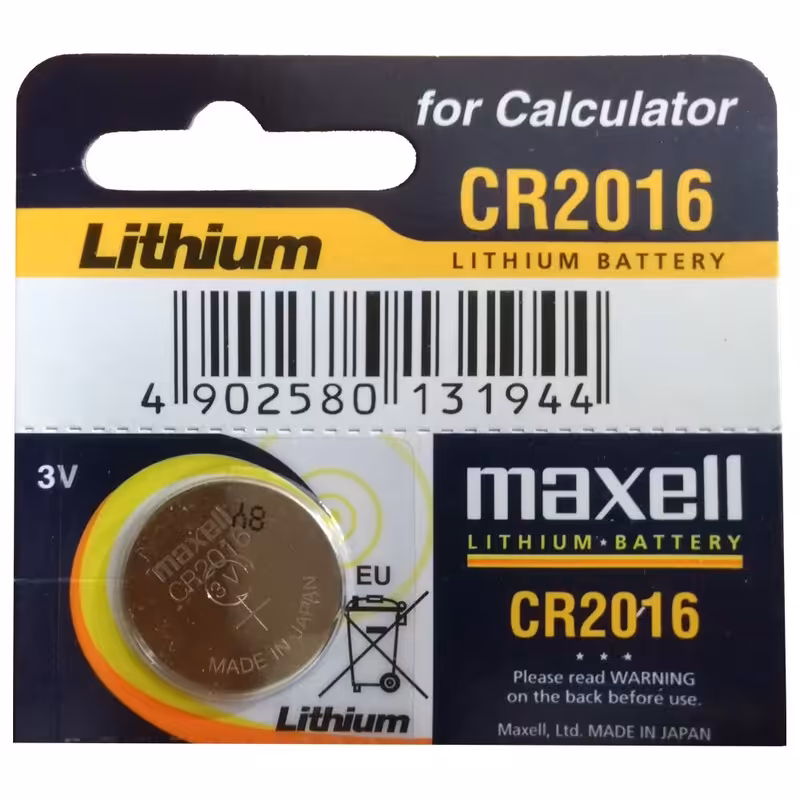 for Calculator
CR2016
Lithium
LITHIUM BATTERY
4 902580 131944
3V
maxell
LITHIUM★BATTERY
CR2016
★ ★ ★
Please read WARNING
on the back before use.
Maxell, Ltd. MADE IN JAPAN
8Y
maxell
CR2016
3V
+
MADE IN JAPAN
EU
Lithium